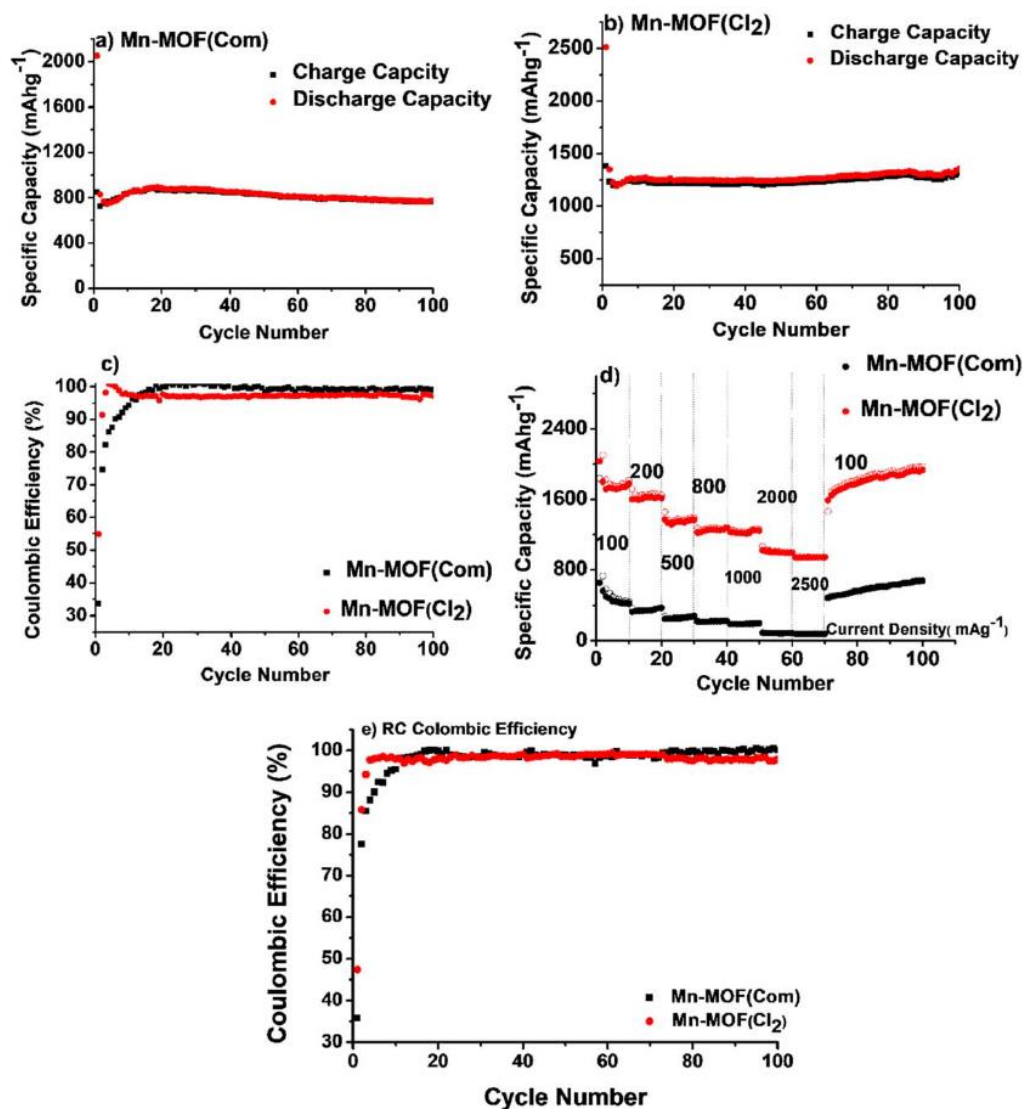 a) Mn-MOF(Com)
Charge Capcity
Discharge Capacity
Specific Capacity (mAhg⁻¹)
2000
1600
1200
800
400
0
0 20 40 60 80 100
Cycle Number
b) Mn-MOF(Cl₂)
Charge Capacity
Discharge Capacity
Specific Capacity (mAhg⁻¹)
2500
2000
1500
1250
1000
500
0 20 40 60 80 100
Cycle Number
c)
Coulombic Efficiency (%)
100
90
80
70
60
50
40
30
Mn-MOF(Com)
Mn-MOF(Cl₂)
0 20 40 60 80 100
Cycle Number
d)
Mn-MOF(Com)
Mn-MOF(Cl₂)
Specific Capacity (mAhg⁻¹)
2400
1600
800
0
100
200
500
800
1000
2000
2500
100
Current Density( mAg⁻¹)
0 20 40 60 80 100
Cycle Number
e) RC Colombic Efficiency
Coulombic Efficiency (%)
100
90
80
70
60
50
40
30
Mn-MOF(Com)
Mn-MOF(Cl₂)
0 20 40 60 80 100
Cycle Number